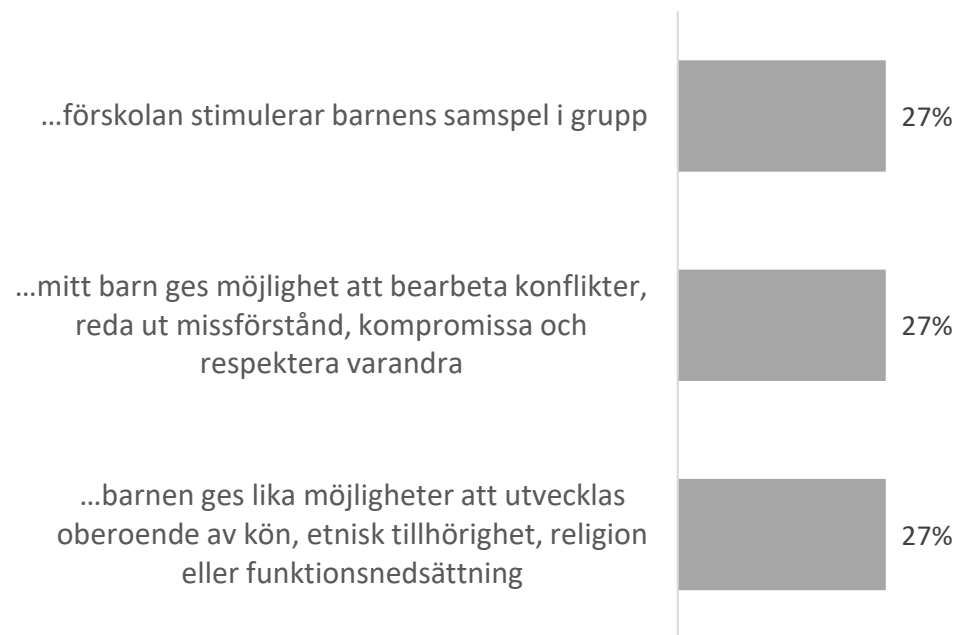 …förskolan stimulerar barnens samspel i grupp
27%
…mitt barn ges möjlighet att bearbeta konflikter,
reda ut missförstånd, kompromissa och
respektera varandra
27%
…barnen ges lika möjligheter att utvecklas
oberoende av kön, etnisk tillhörighet, religion
eller funktionsnedsättning
27%